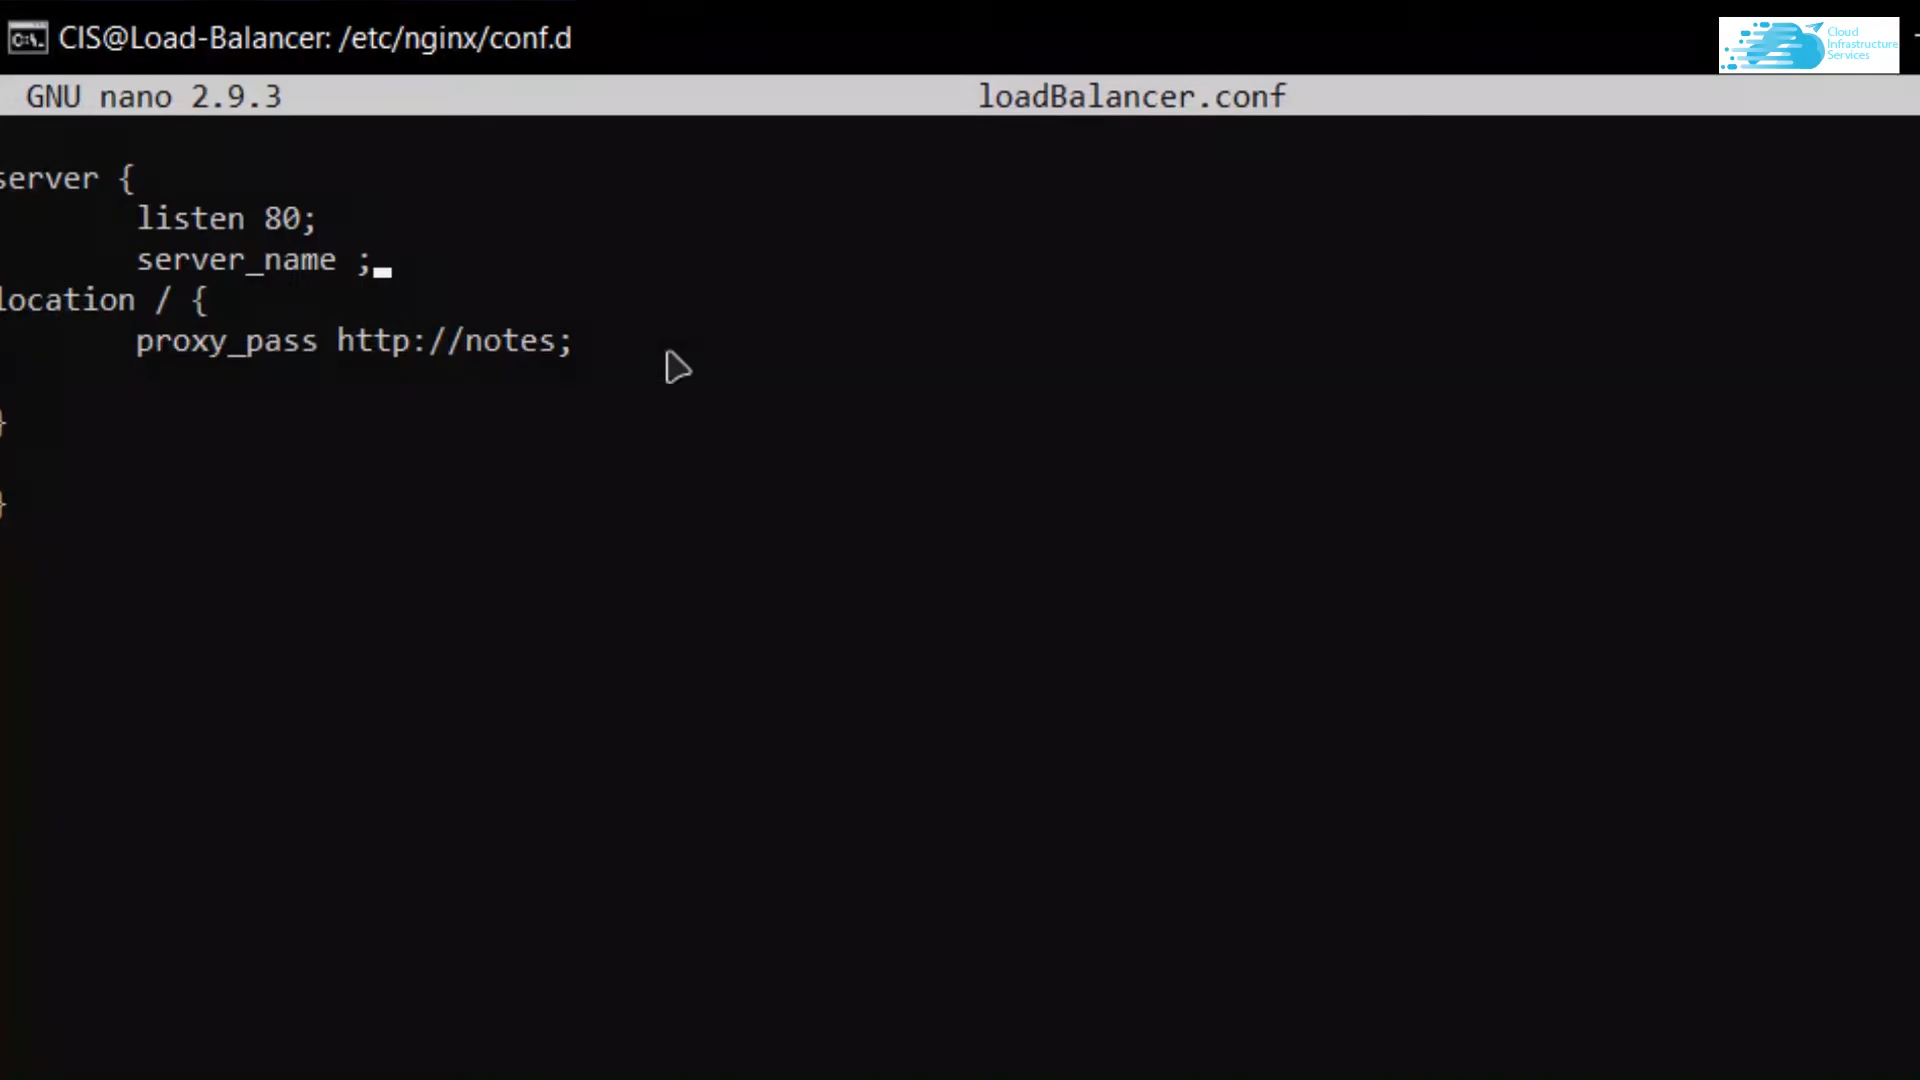 CIS@Load-Balancer: /etc/nginx/conf.d
Cloud
Infrastructure
Services
GNU nano 2.9.3
loadBalancer.conf
server {
listen 80;
server_name ;
location / {
proxy_pass http://notes;
}
}